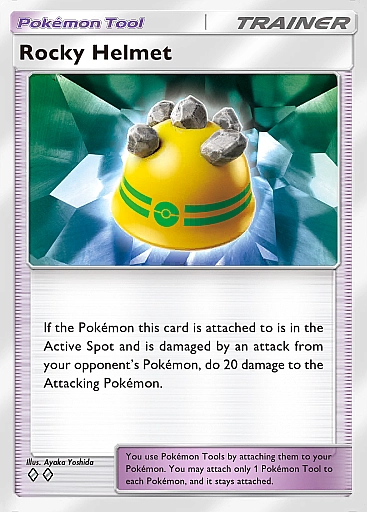 Pokémon Tool
TRAINER
Rocky Helmet
If the Pokémon this card is attached to is in the
Active Spot and is damaged by an attack from
your opponent's Pokémon, do 20 damage to the
Attacking Pokémon.
Illus. Ayaka Yoshida
You use Pokémon Tools by attaching them to your
Pokémon. You may attach only 1 Pokémon Tool to
each Pokémon, and it stays attached.